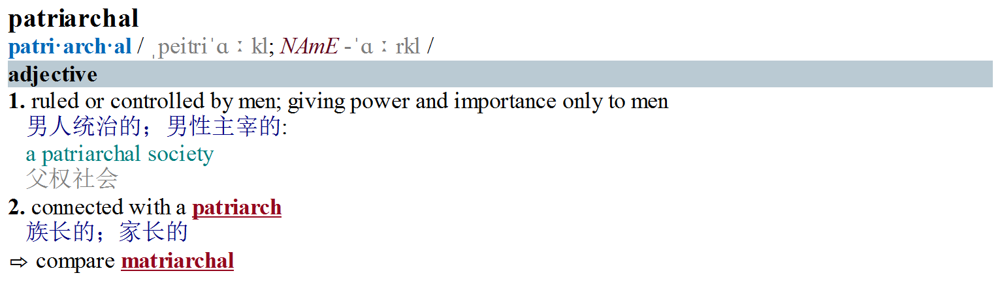 patriarchal
patri·arch·al / ˌpeitriˈɑːkl; NAmE -ˈɑːrkl /
adjective
1. ruled or controlled by men; giving power and importance only to men
男人统治的；男性主宰的:
a patriarchal society
父权社会
2. connected with a patriarch
族长的；家长的
⇨ compare matriarchal